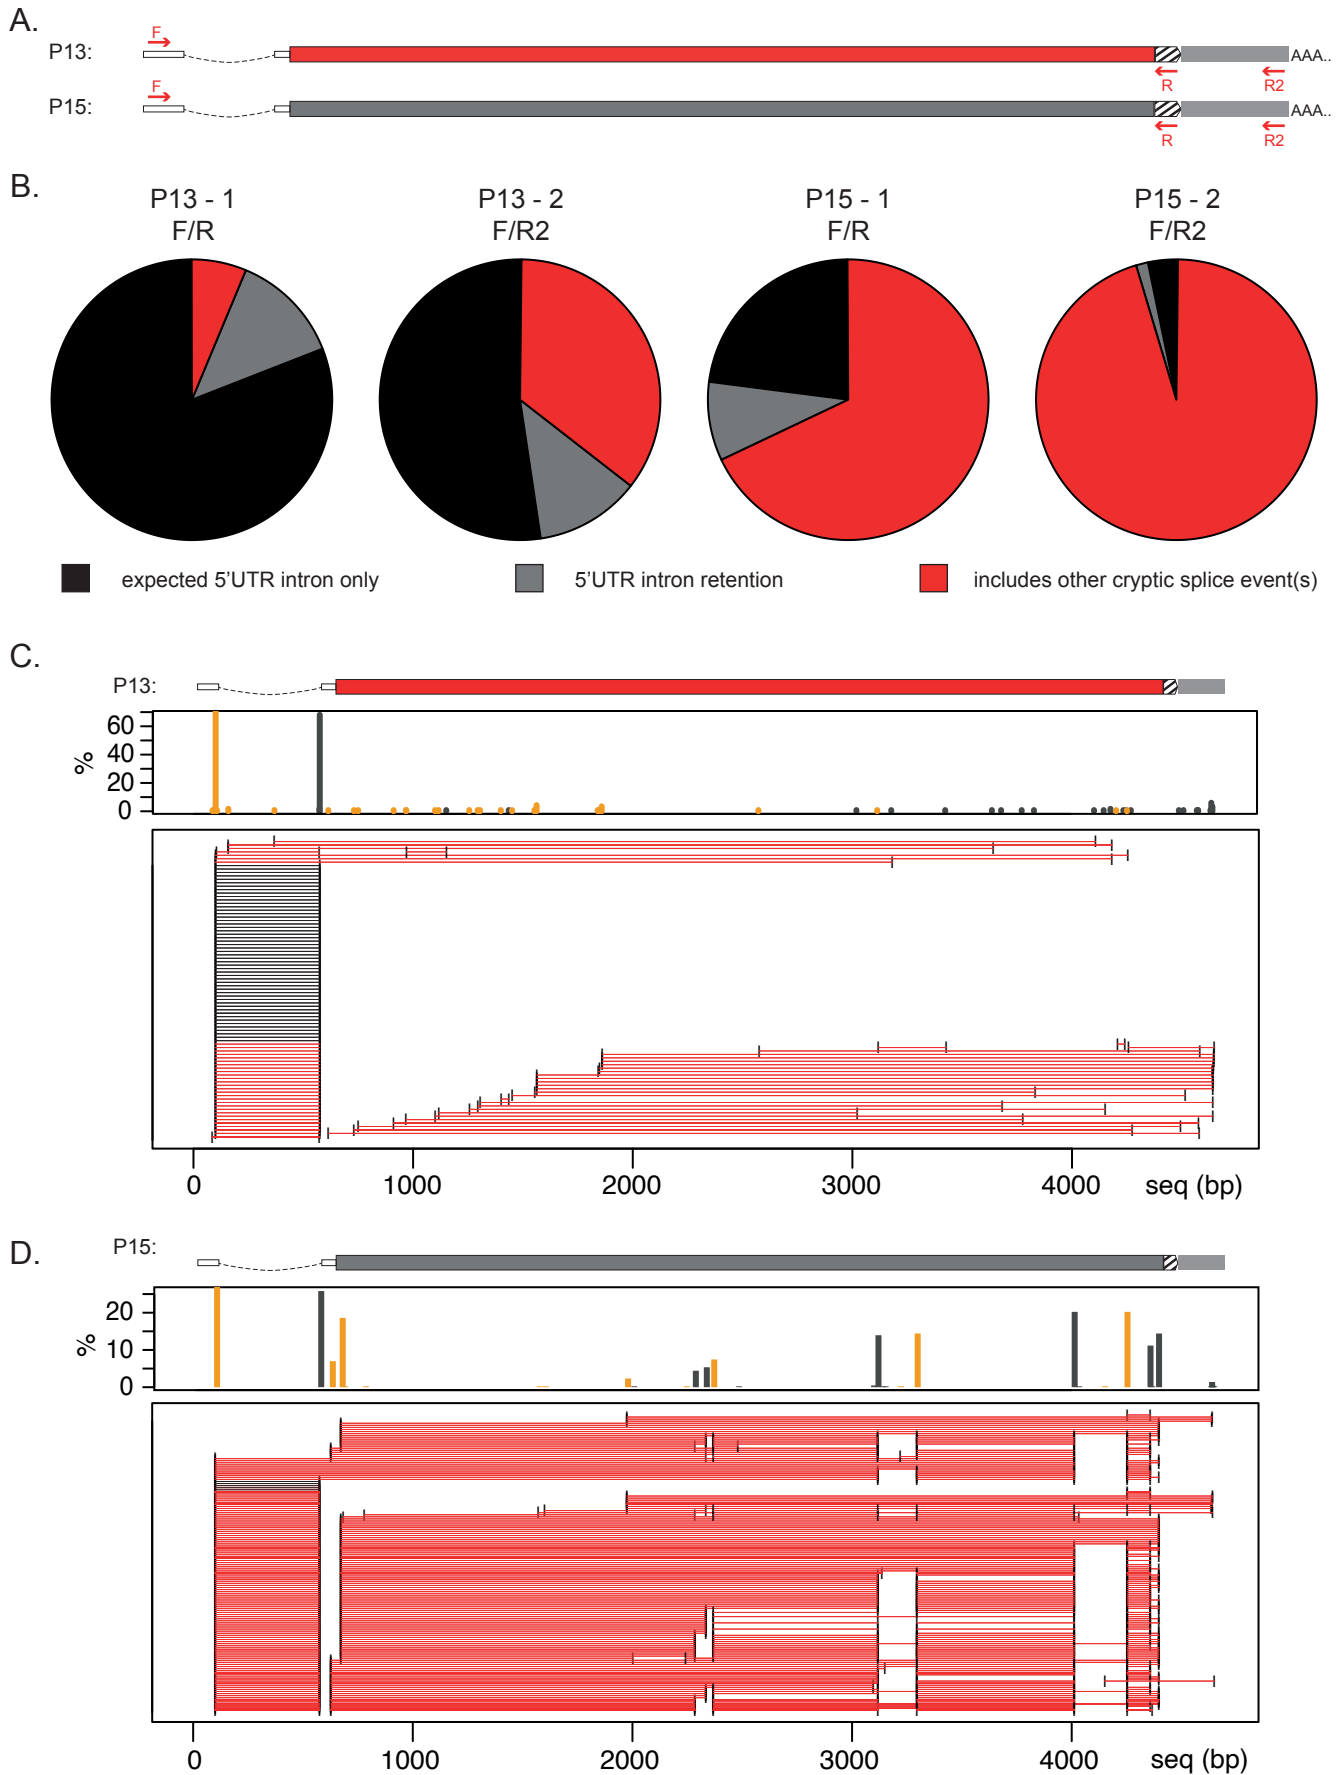 A.
P13:
F
R
R2
AAA..
P15:
F
R
R2
AAA..
B.
P13 - 1
F/R
P13 - 2
F/R2
P15 - 1
F/R
P15 - 2
F/R2
expected 5'UTR intron only
5'UTR intron retention
includes other cryptic splice event(s)
C.
P13:
60
40
20
0
%
0
1000
2000
3000
4000
seq (bp)
D.
P15:
20
10
0
%
0
1000
2000
3000
4000
seq (bp)